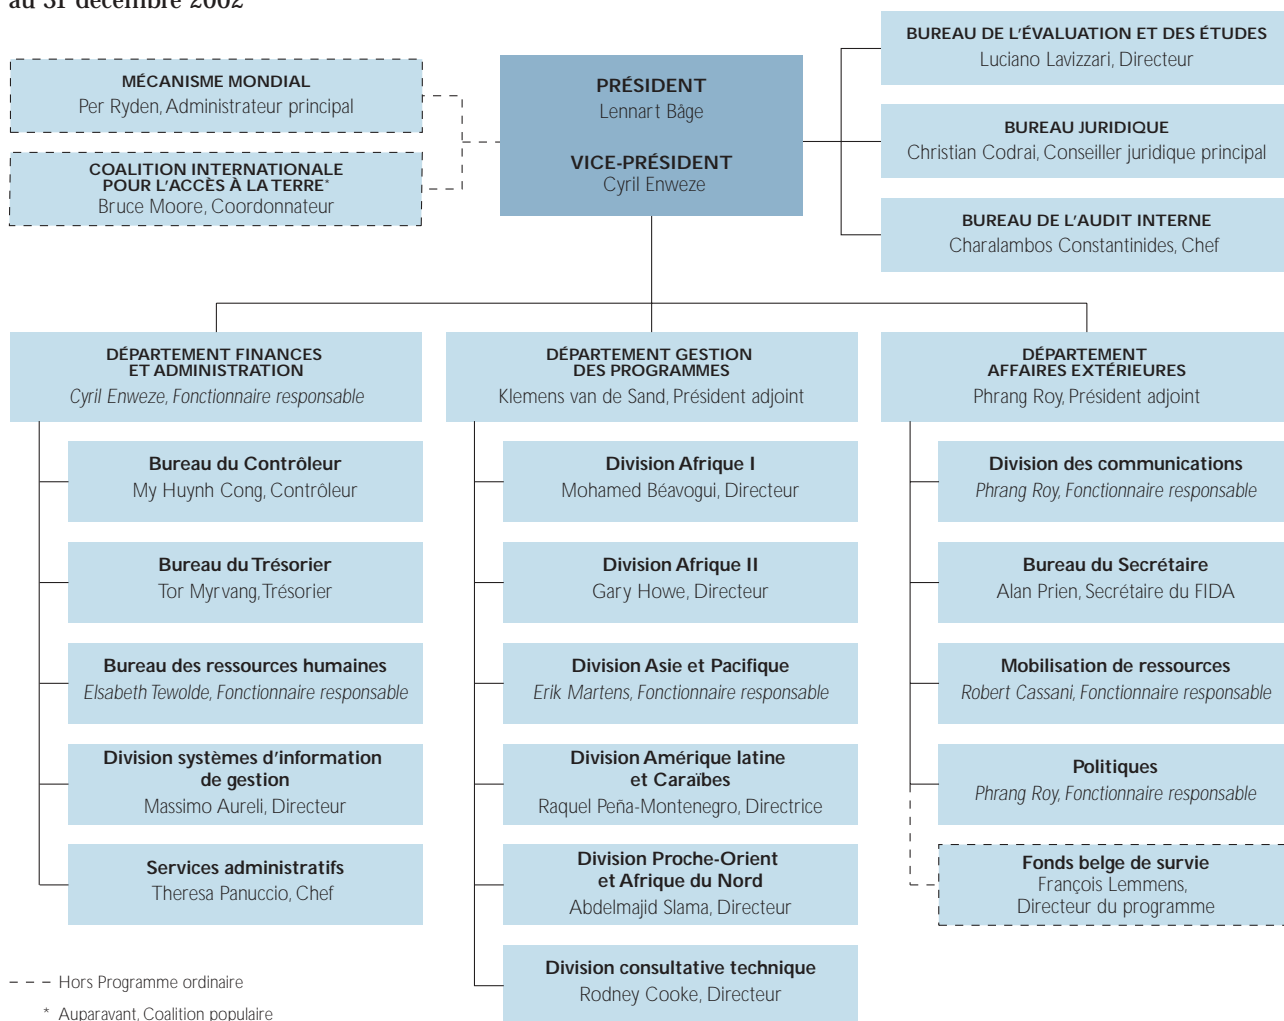 au 31 décembre 2002
MÉCANISME MONDIAL
Per Ryden, Administrateur principal
COALITION INTERNATIONALE
POUR L'ACCÈS À LA TERRE*
Bruce Moore, Coordonnateur
PRÉSIDENT
Lennart Båge
VICE-PRÉSIDENT
Cyril Enweze
BUREAU DE L'ÉVALUATION ET DES ÉTUDES
Luciano Lavizzari, Directeur
BUREAU JURIDIQUE
Christian Codrai, Conseiller juridique principal
BUREAU DE L'AUDIT INTERNE
Charalambos Constantinides, Chef
DÉPARTEMENT FINANCES
ET ADMINISTRATION
Cyril Enweze, Fonctionnaire responsable
Bureau du Contrôleur
My Huynh Cong, Contrôleur
Bureau du Trésorier
Tor Myrvang, Trésorier
Bureau des ressources humaines
Elsabeth Tewolde, Fonctionnaire responsable
Division systèmes d'information
de gestion
Massimo Aureli, Directeur
Services administratifs
Theresa Panuccio, Chef
DÉPARTEMENT GESTION
DES PROGRAMMES
Klemens van de Sand, Président adjoint
Division Afrique I
Mohamed Béavogui, Directeur
Division Afrique II
Gary Howe, Directeur
Division Asie et Pacifique
Erik Martens, Fonctionnaire responsable
Division Amérique latine
et Caraïbes
Raquel Peña-Montenegro, Directrice
Division Proche-Orient
et Afrique du Nord
Abdelmajid Slama, Directeur
Division consultative technique
Rodney Cooke, Directeur
DÉPARTEMENT
AFFAIRES EXTÉRIEURES
Phrang Roy, Président adjoint
Division des communications
Phrang Roy, Fonctionnaire responsable
Bureau du Secrétaire
Alan Prien, Secrétaire du FIDA
Mobilisation de ressources
Robert Cassani, Fonctionnaire responsable
Politiques
Phrang Roy, Fonctionnaire responsable
Fonds belge de survie
François Lemmens,
Directeur du programme
– – – Hors Programme ordinaire
* Auparavant, Coalition populaire